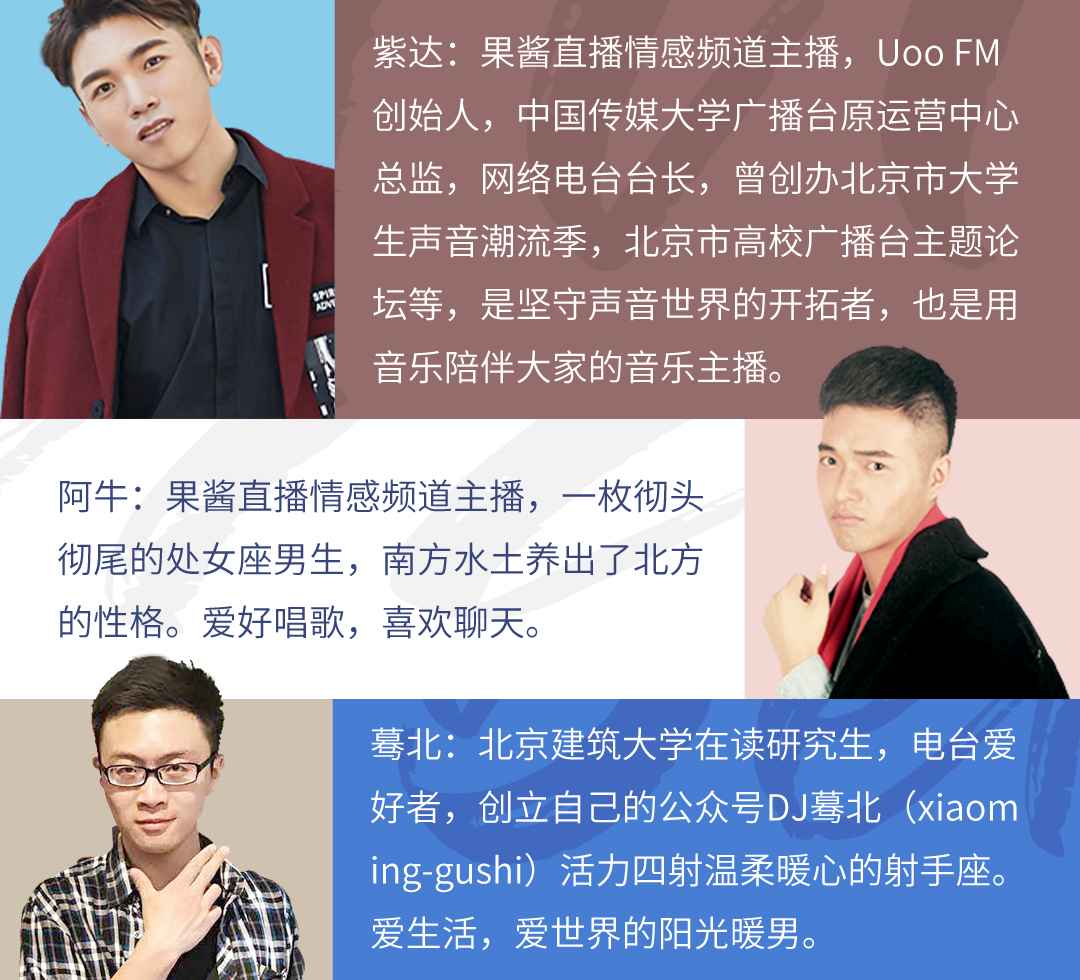 紫达：果酱直播情感频道主播，Uoo FM
创始人，中国传媒大学广播台原运营中心
总监，网络电台台长，曾创办北京市大学
生声音潮流季，北京市高校广播台主题论
坛等，是坚守声音世界的开拓者，也是用
音乐陪伴大家的音乐主播。
阿牛：果酱直播情感频道主播，一枚彻头
彻尾的处女座男生，南方水土养出了北方
的性格。爱好唱歌，喜欢聊天。
蓦北：北京建筑大学在读研究生，电台爱
好者，创立自己的公众号DJ蓦北（xiaom
ing-gushi）活力四射温柔暖心的射手座。
爱生活，爱世界的阳光暖男。